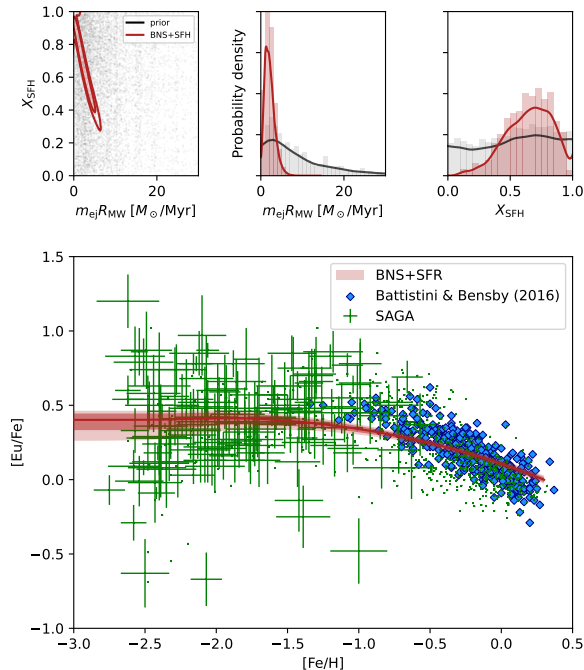 prior
BNS+SFH
X_SFH
1.0
0.8
0.6
0.4
0.2
0.0
0 20
m_ej R_MW [M_⊙/Myr]
Probability density
0 10 20 30
m_ej R_MW [M_⊙/Myr]
0.0 0.5 1.0
X_SFH
BNS+SFR
Battistini & Bensby (2016)
SAGA
[Eu/Fe]
1.5
1.0
0.5
0.0
−0.5
−1.0
−3.0 −2.5 −2.0 −1.5 −1.0 −0.5 0.0 0.5
[Fe/H]